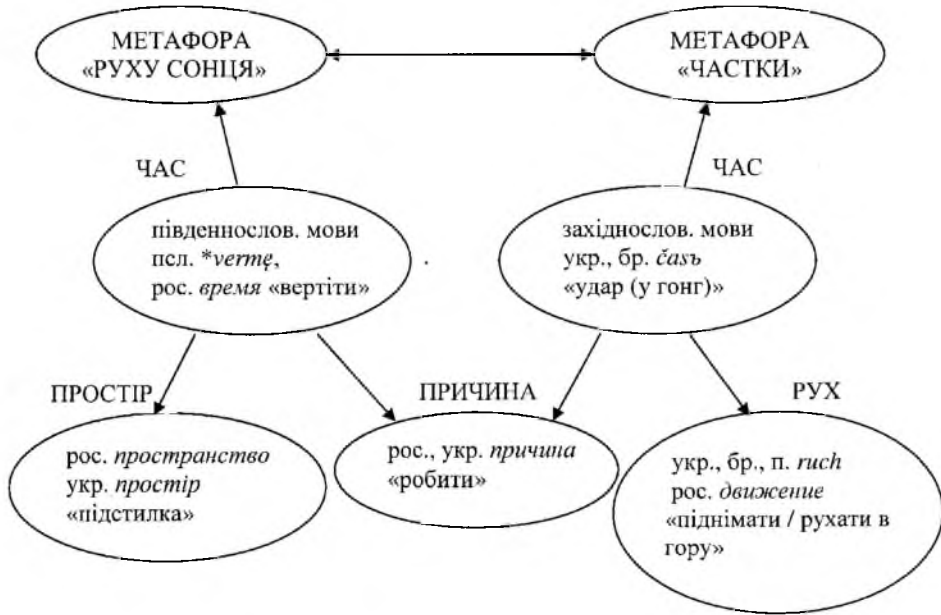 МЕТАФОРА
«РУХУ СОНЦЯ»
МЕТАФОРА
«ЧАСТКИ»
ЧАС
ЧАС
південнослов. мови
псл. *vermę,
рос. время «вертіти»
західнослов. мови
укр., бр. časъ
«удар (у гонг)»
ПРОСТІР
ПРИЧИНА
РУХ
рос. пространство
укр. простір
«підстилка»
рос., укр. причина
«робити»
укр., бр., п. ruch
рос. движение
«піднімати / рухати в
гору»